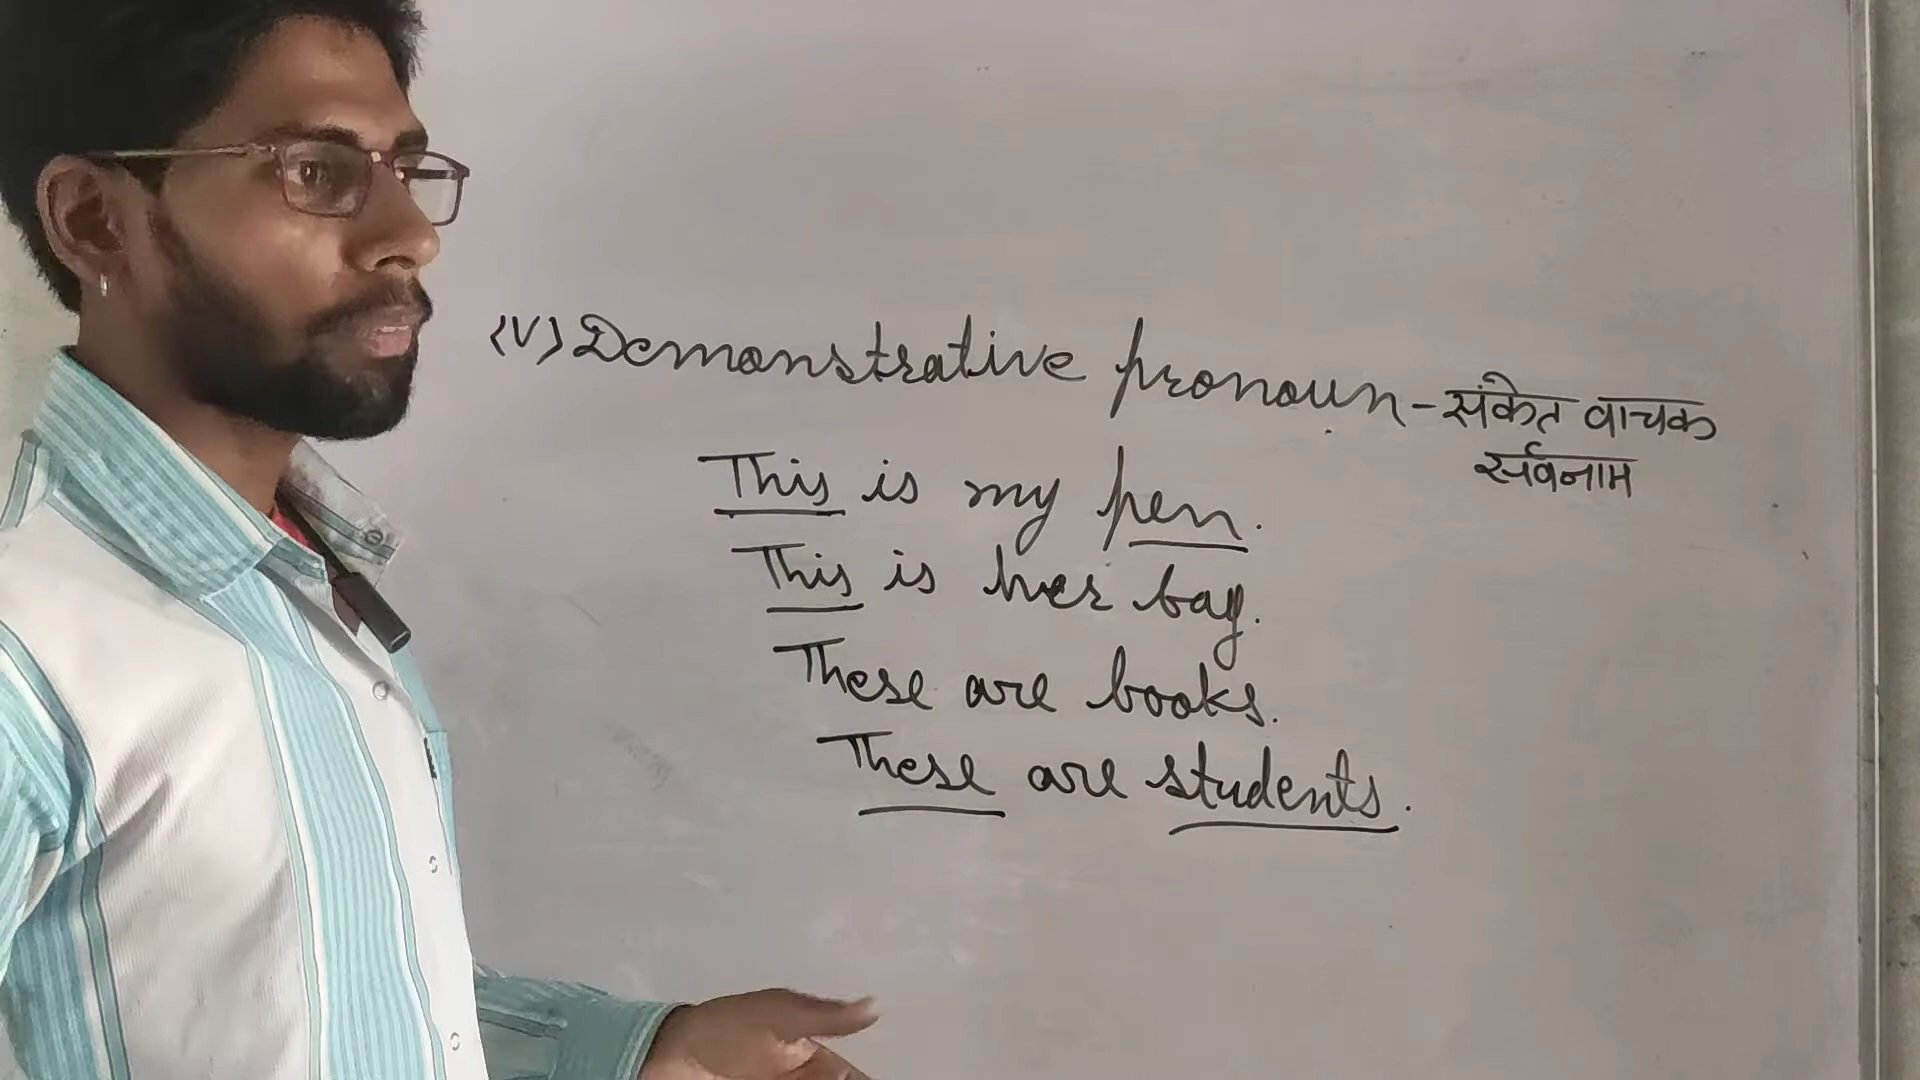 (V) Demonstrative pronoun - संकेत वाचक
सर्वनाम
This is my pen.
This is her bag.
These are books.
These are students.